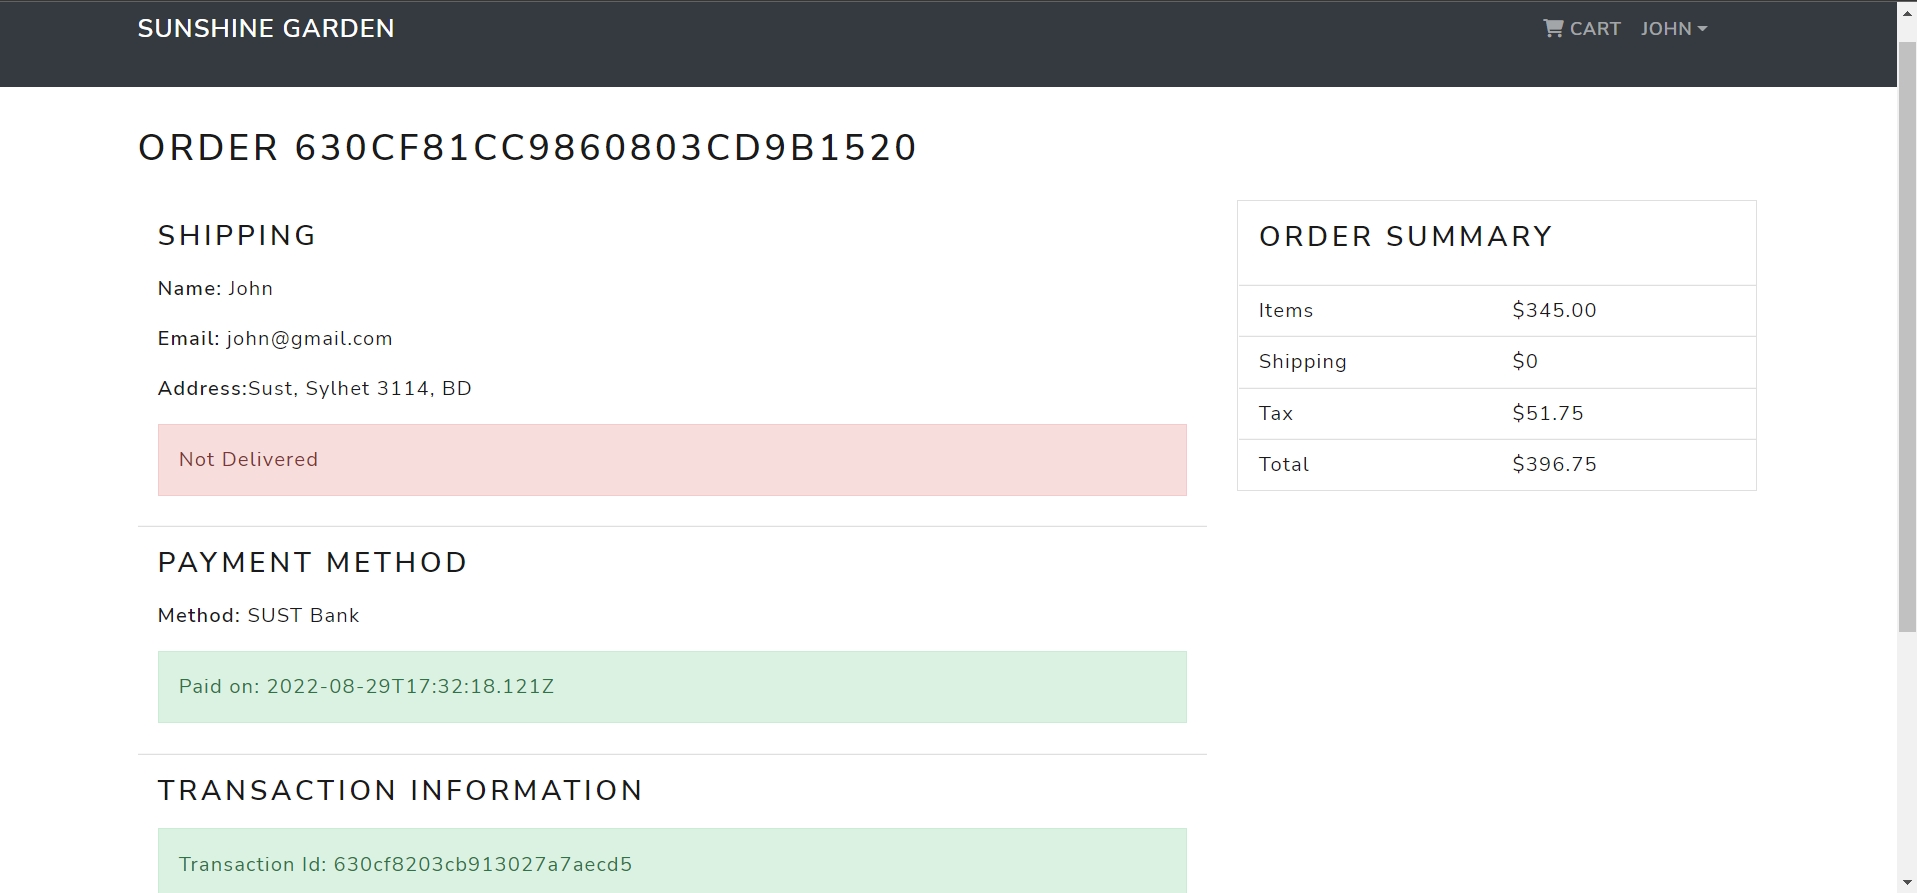 SUNSHINE GARDEN
CART JOHN
ORDER 630CF81CC9860803CD9B1520
SHIPPING
Name: John
Email: john@gmail.com
Address:Sust, Sylhet 3114, BD
Not Delivered
PAYMENT METHOD
Method: SUST Bank
Paid on: 2022-08-29T17:32:18.121Z
TRANSACTION INFORMATION
Transaction Id: 630cf8203cb913027a7aecd5
ORDER SUMMARY
Items $345.00
Shipping $0
Tax $51.75
Total $396.75